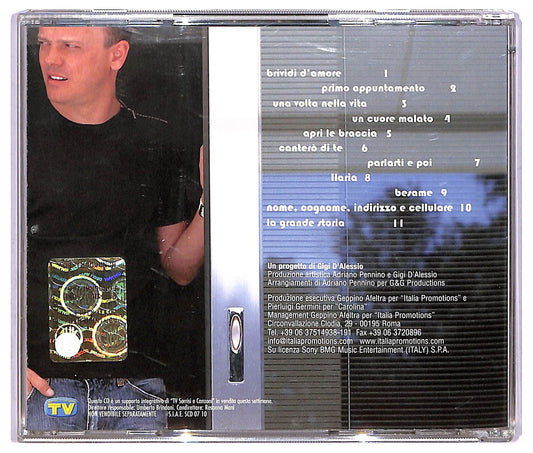 brividi d'amore 1
primo appuntamento 2
una volta nella vita 3
un cuore malato 4
apri le braccia 5
canterò di te 6
parlarti e poi 7
Ilaria 8
besame 9
nome, cognome, indirizzo e cellulare 10
la grande storia 11
Un progetto di Gigi D'Alessio
Produzione artistica Adriano Pennino e Gigi D'Alessio
Arrangiamenti di Adriano Pennino per G&G Productions
Produzione esecutiva Geppino Afeltra per "Italia Promotions" e
Pierluigi Germini per "Carolina"
Management Geppino Afeltra per "Italia Promotions"
Circonvallazione Clodia, 29 - 00195 Roma
Tel. +39 06 37514938-191 Fax +39 06 3720896
info@italiapromotions.com www.italiapromotions.com
Su licenza Sony BMG Music Entertainment (ITALY) S.P.A.
Questo CD è un supporto integrativo di "TV Sorrisi e Canzoni" in vendita questa settimana.
Direttore responsabile: Umberto Brindani. Condirettore: Rosanna Mani
NON VENDIBILE SEPARATAMENTE S.I.A.E. SCD 07 10
TV